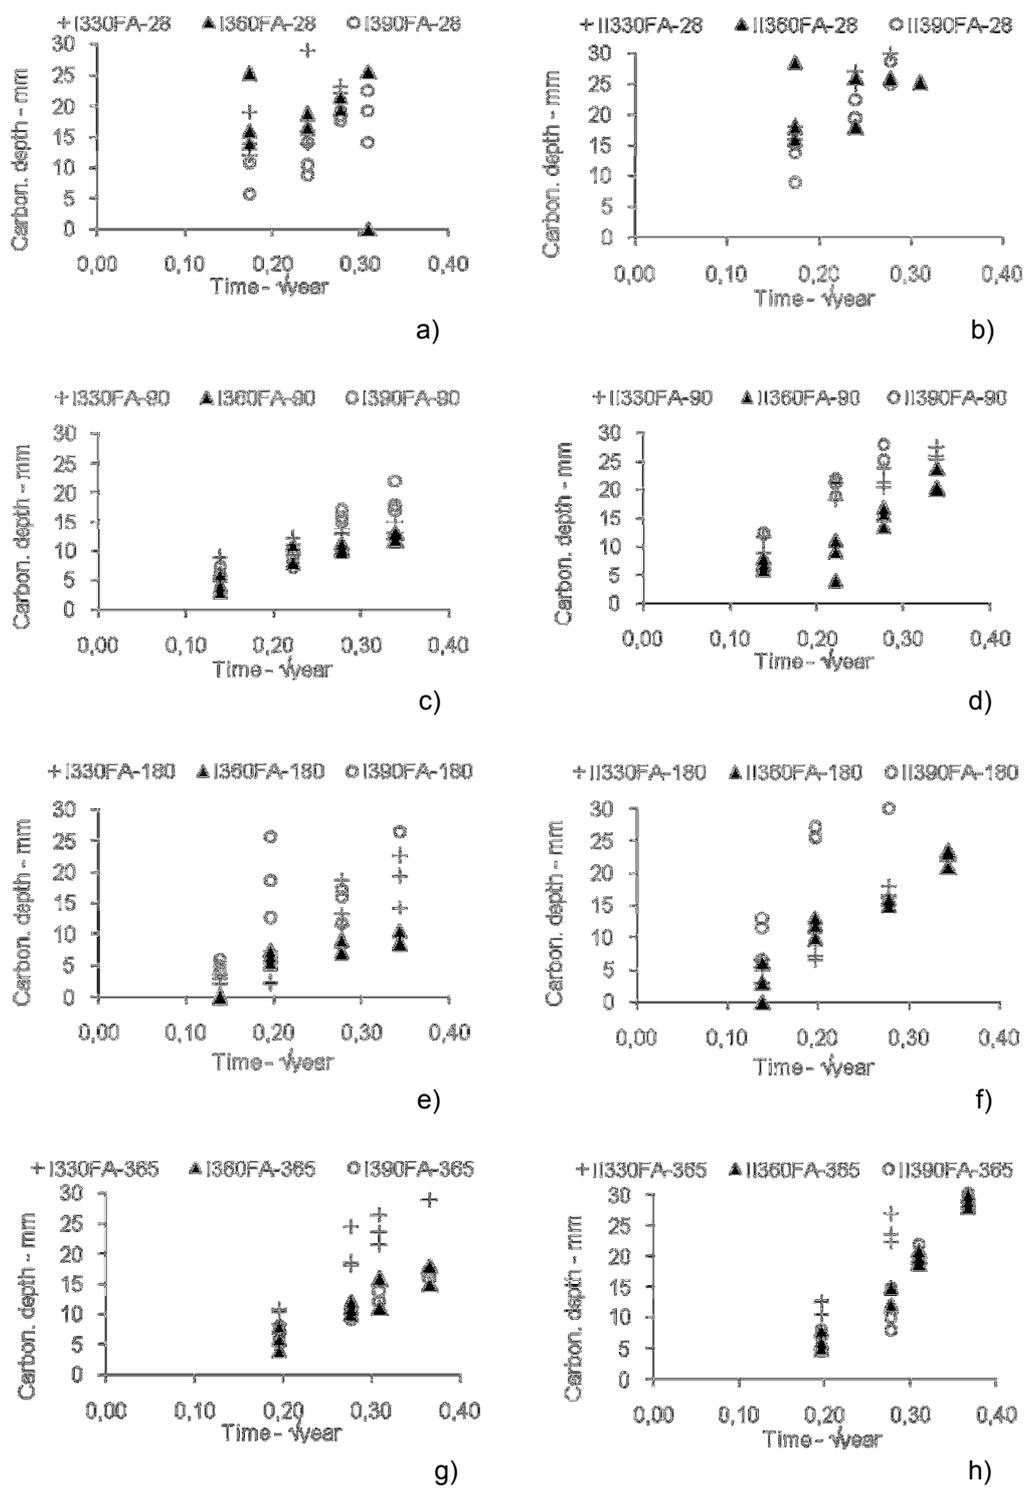 + I330FA-28 ▲ I360FA-28 o I390FA-28
30
25
20
15
10
5
0
Carbon. depth - mm
0,00 0,10 0,20 0,30 0,40
Time - √year
a)
+ II330FA-28 ▲ II360FA-28 o II390FA-28
30
25
20
15
10
5
0
Carbon. depth - mm
0,00 0,10 0,20 0,30 0,40
Time - √year
b)
+ I330FA-90 ▲ I360FA-90 o I390FA-90
30
25
20
15
10
5
0
Carbon. depth - mm
0,00 0,10 0,20 0,30 0,40
Time - √year
c)
+ II330FA-90 ▲ II360FA-90 o II390FA-90
30
25
20
15
10
5
0
Carbon. depth - mm
0,00 0,10 0,20 0,30 0,40
Time - √year
d)
+ I330FA-180 ▲ I360FA-180 o I390FA-180
30
25
20
15
10
5
0
Carbon. depth - mm
0,00 0,10 0,20 0,30 0,40
Time - √year
e)
+ II330FA-180 ▲ II360FA-180 o II390FA-180
30
25
20
15
10
5
0
Carbon. depth - mm
0,00 0,10 0,20 0,30 0,40
Time - √year
f)
+ I330FA-365 ▲ I360FA-365 o I390FA-365
30
25
20
15
10
5
0
Carbon. depth - mm
0,00 0,10 0,20 0,30 0,40
Time - √year
g)
+ II330FA-365 ▲ II360FA-365 o II390FA-365
30
25
20
15
10
5
0
Carbon. depth - mm
0,00 0,10 0,20 0,30 0,40
Time - √year
h)